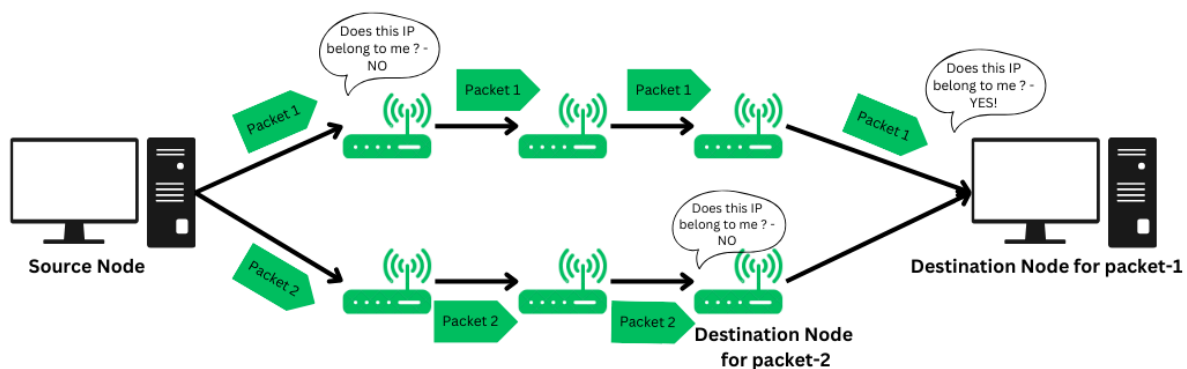 Does this IP
belong to me ? -
NO
Packet 1
Packet 1
Packet 1
Packet 1
Does this IP
belong to me ? -
YES!
Source Node
Packet 2
Packet 2
Packet 2
Does this IP
belong to me ? -
NO
Destination Node
for packet-2
Destination Node for packet-1